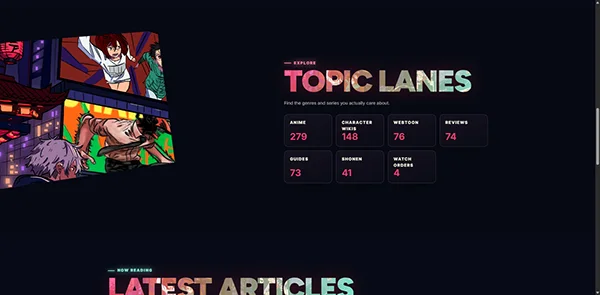 EXPLORE
TOPIC LANES
Find the genres and series you actually care about.
ANIME
279
CHARACTER
WIKIS
148
WEBTOON
76
REVIEWS
74
GUIDES
73
SHONEN
41
WATCH
ORDERS
4
NOW READING
LATEST ARTICLES